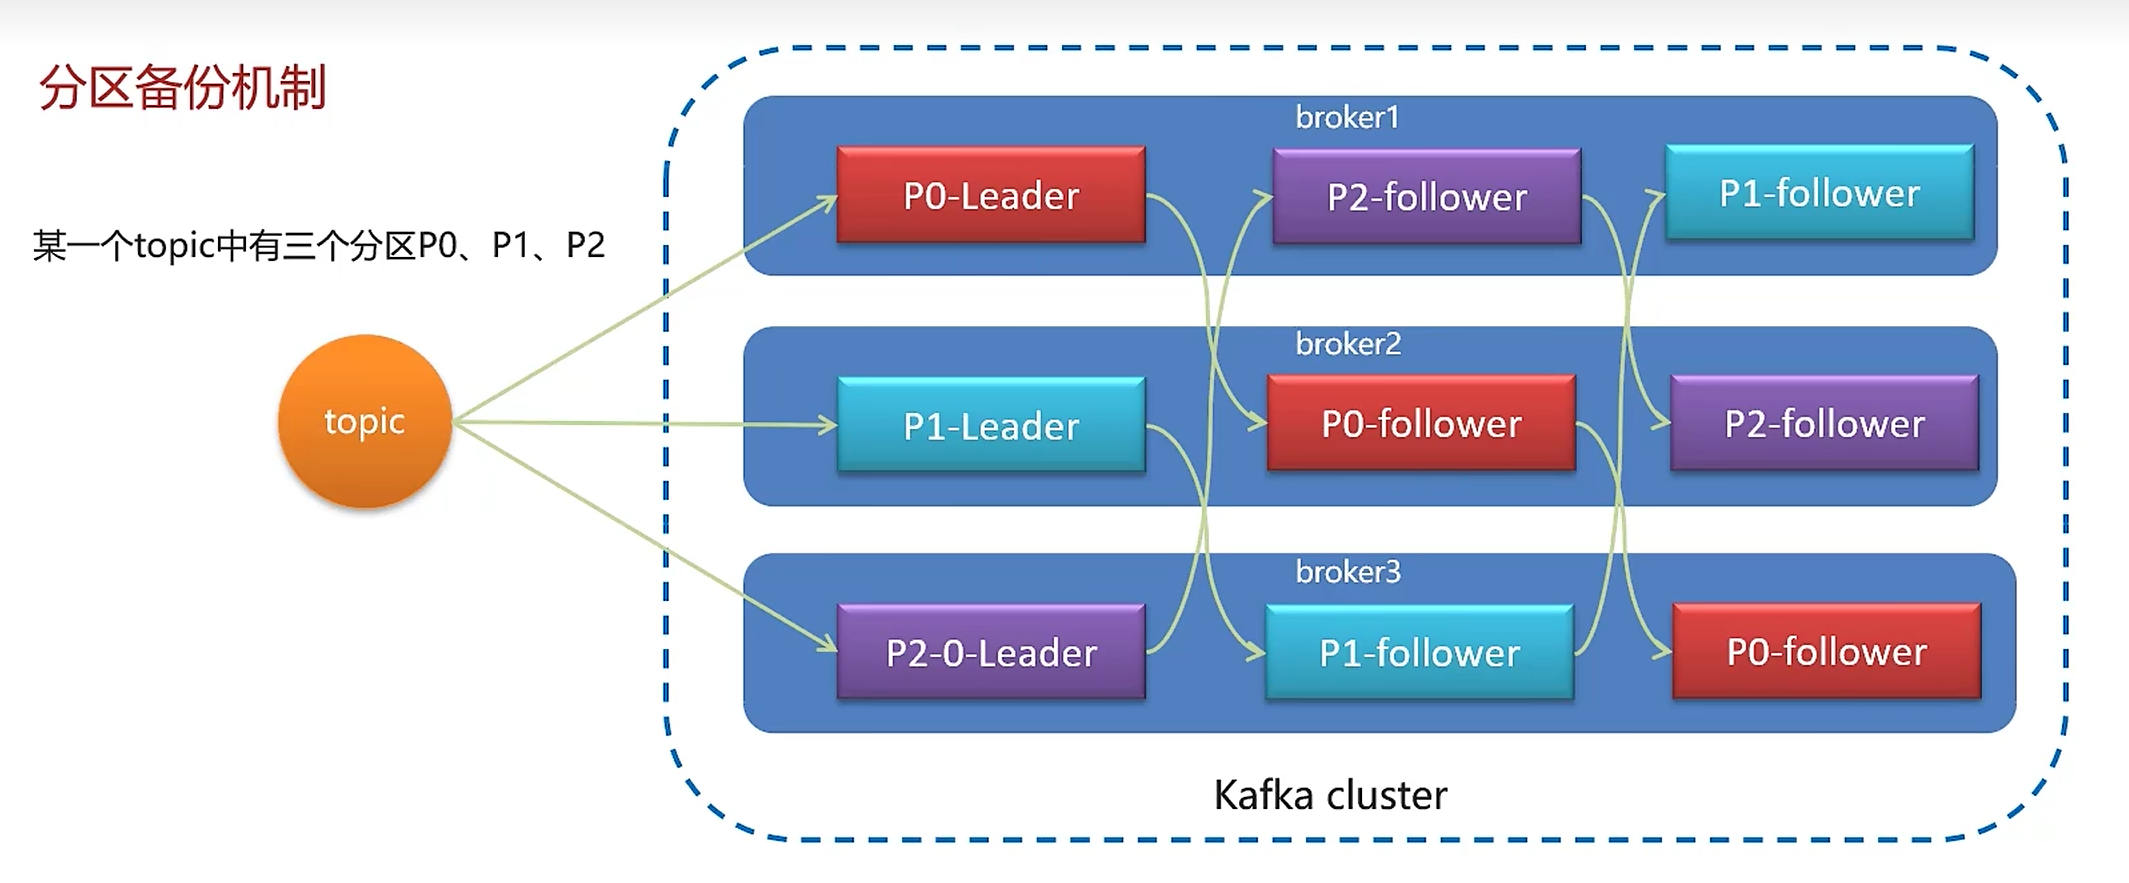 分区备份机制
某一个topic中有三个分区P0、P1、P2
topic
broker1
P0-Leader
P2-follower
P1-follower
broker2
P1-Leader
P0-follower
P2-follower
broker3
P2-0-Leader
P1-follower
P0-follower
Kafka cluster